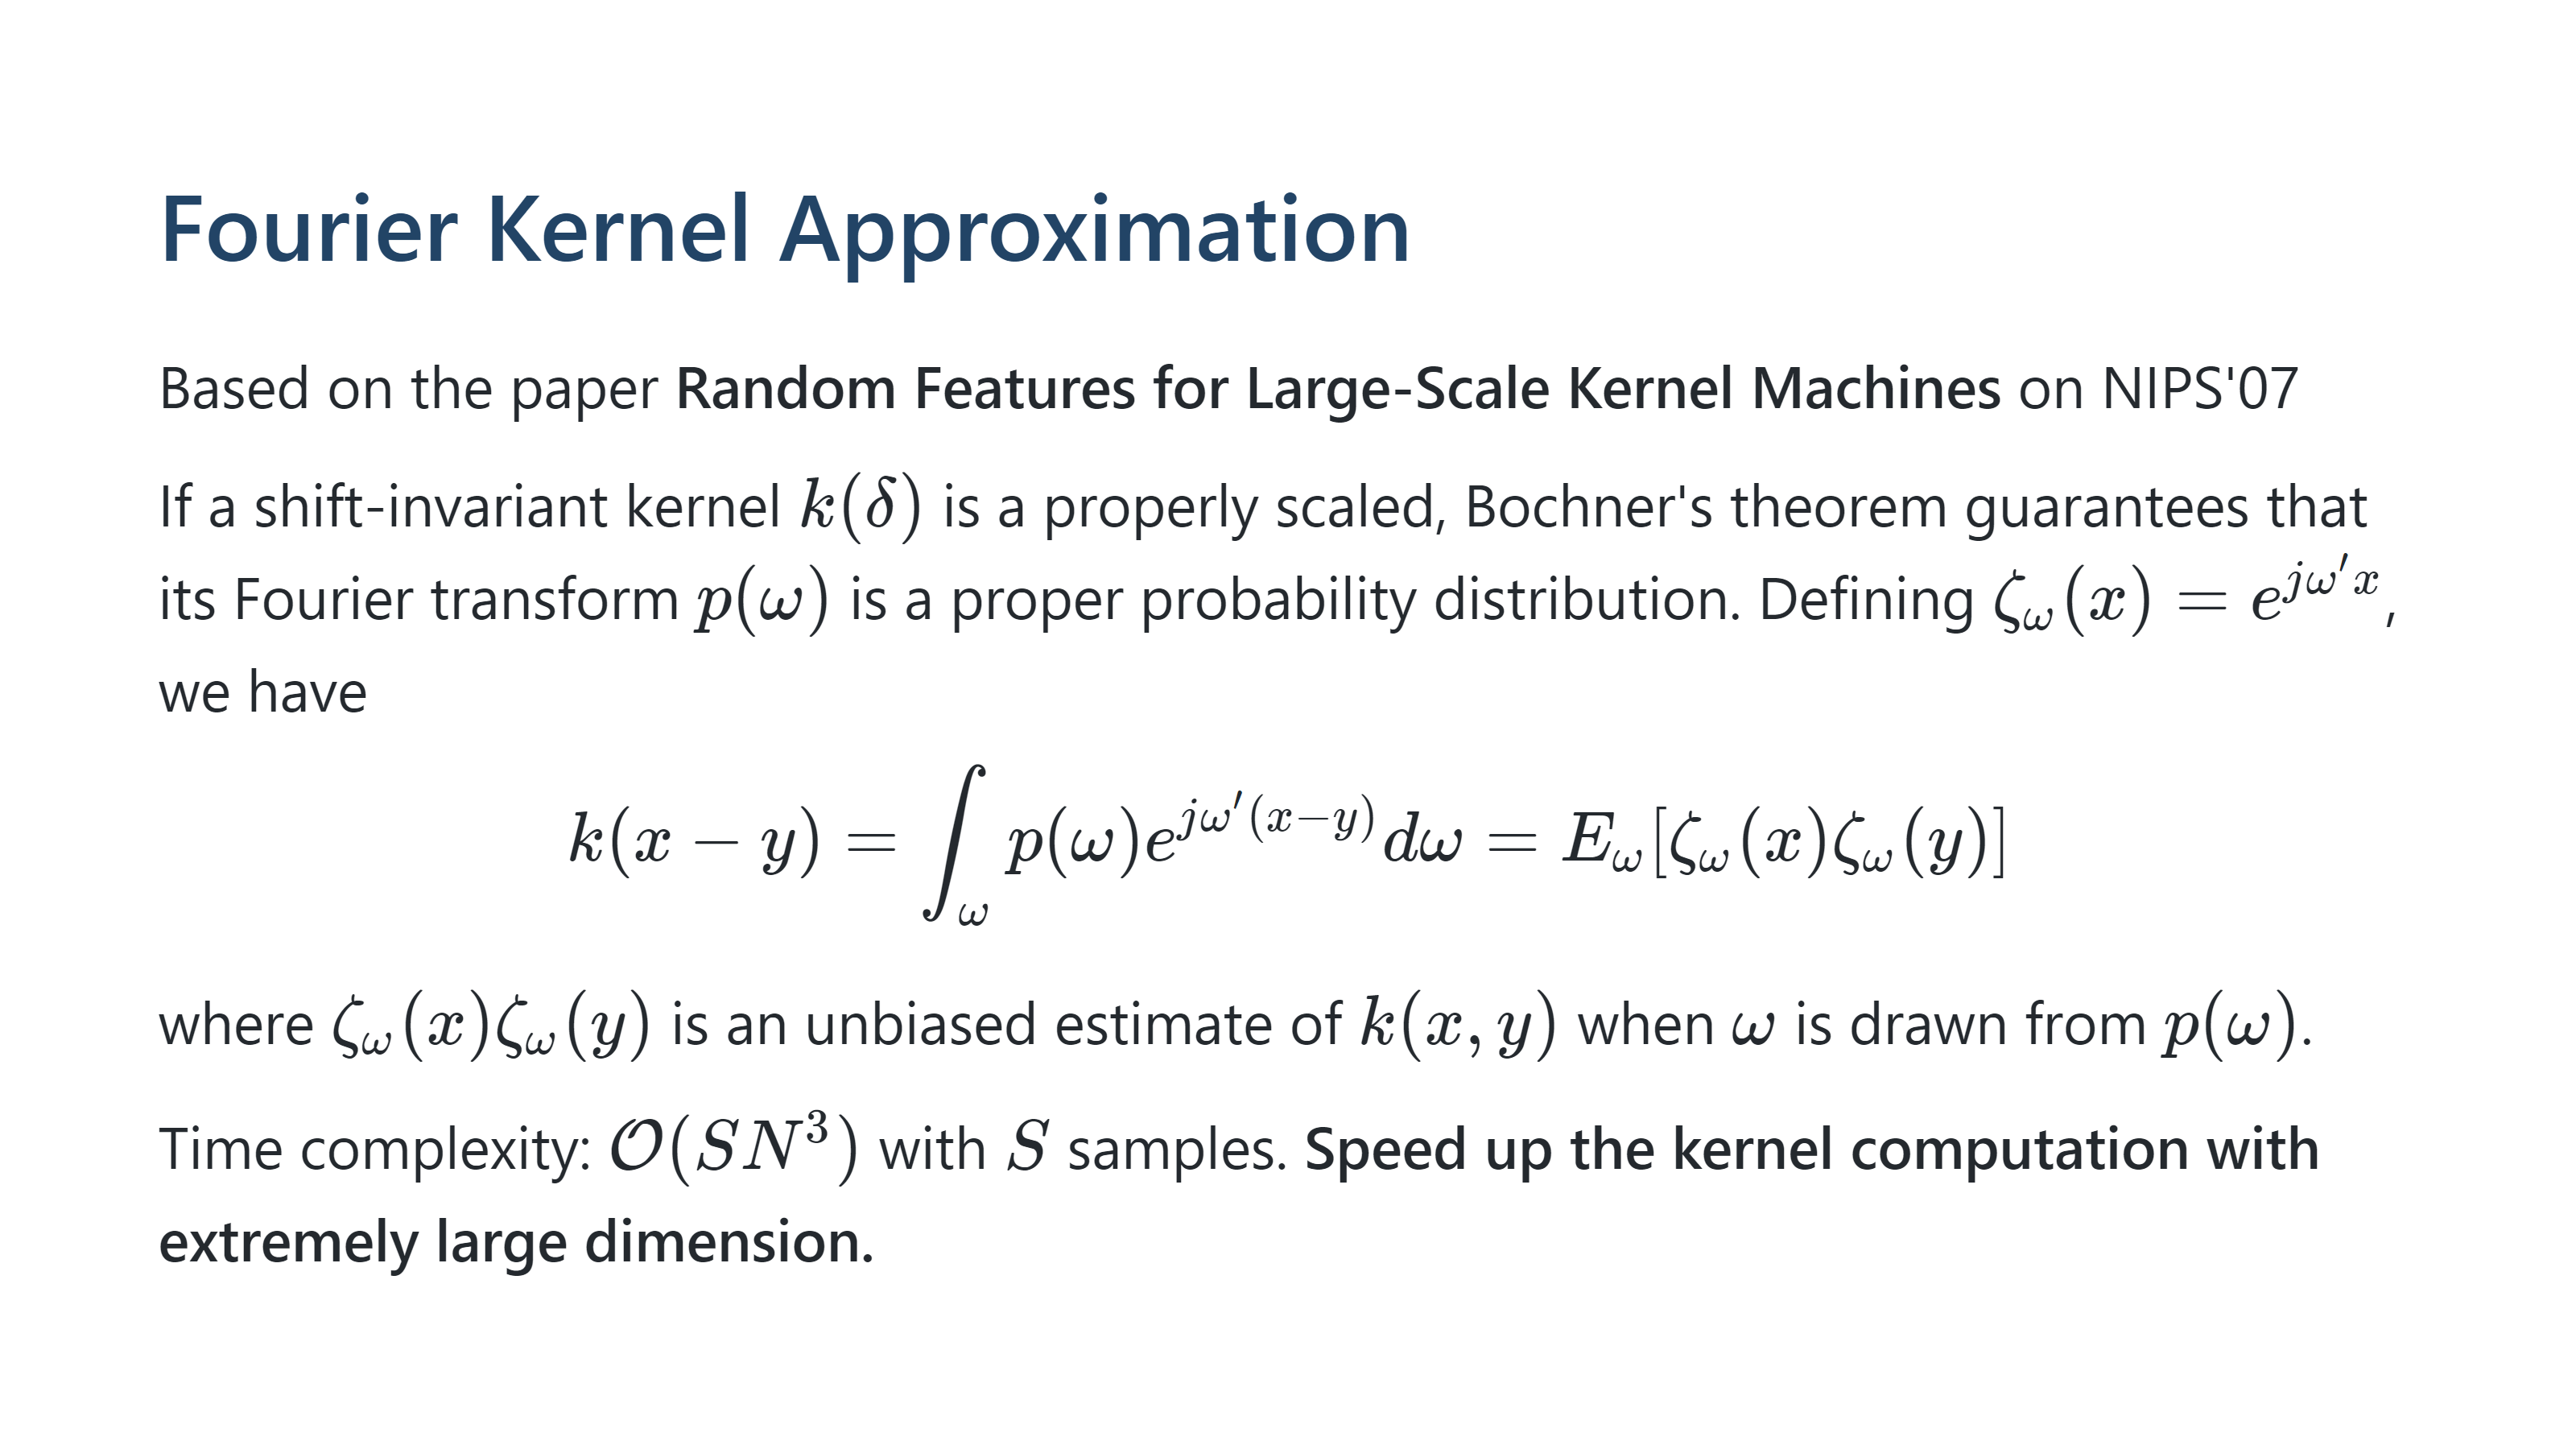 Fourier Kernel Approximation
Based on the paper Random Features for Large-Scale Kernel Machines on NIPS'07
If a shift-invariant kernel k(δ) is a properly scaled, Bochner's theorem guarantees that
its Fourier transform p(ω) is a proper probability distribution. Defining ζ_ω(x) = e^{jω′x},
we have
k(x − y) = ∫_ω p(ω)e^{jω′(x−y)}dω = E_ω[ζ_ω(x)ζ_ω(y)]
where ζ_ω(x)ζ_ω(y) is an unbiased estimate of k(x, y) when ω is drawn from p(ω).
Time complexity: 𝒪(SN³) with S samples. Speed up the kernel computation with
extremely large dimension.